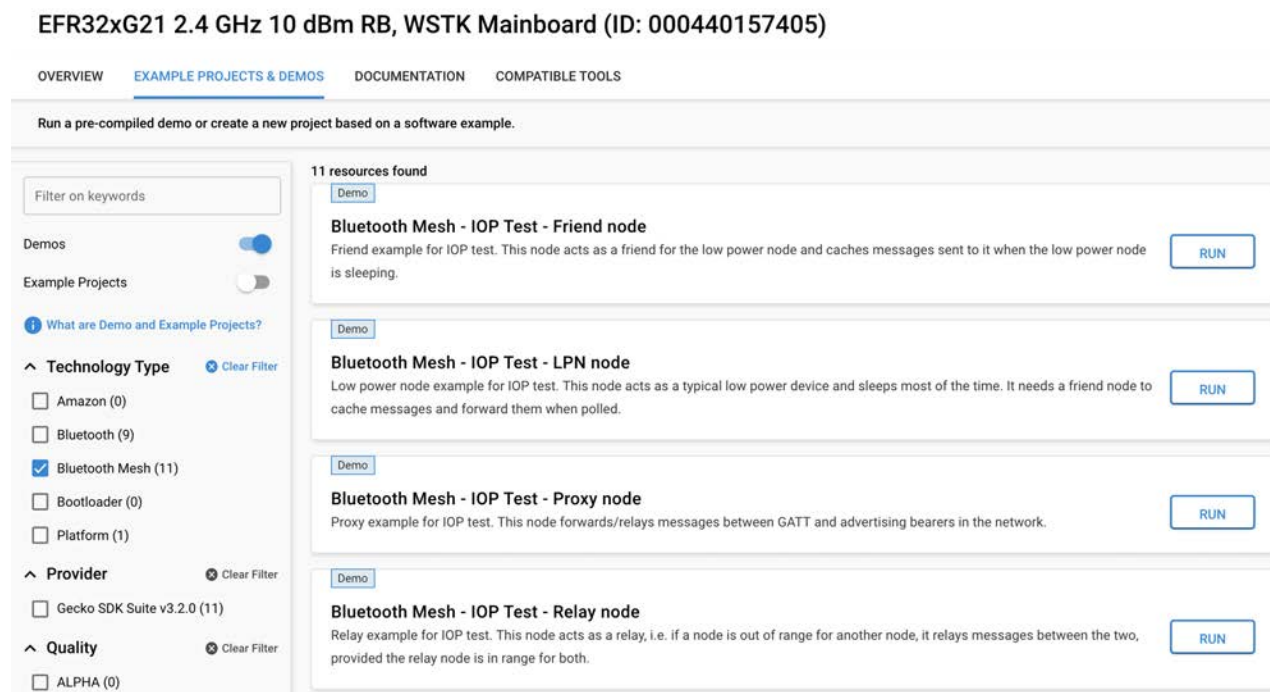 EFR32xG21 2.4 GHz 10 dBm RB, WSTK Mainboard (ID: 000440157405)
OVERVIEW EXAMPLE PROJECTS & DEMOS DOCUMENTATION COMPATIBLE TOOLS
Run a pre-compiled demo or create a new project based on a software example.
Filter on keywords
Demos
Example Projects
What are Demo and Example Projects?
Technology Type Clear Filter
Amazon (0)
Bluetooth (9)
Bluetooth Mesh (11)
Bootloader (0)
Platform (1)
Provider Clear Filter
Gecko SDK Suite v3.2.0 (11)
Quality Clear Filter
ALPHA (0)
11 resources found
Demo
Bluetooth Mesh - IOP Test - Friend node
Friend example for IOP test. This node acts as a friend for the low power node and caches messages sent to it when the low power node
is sleeping.
RUN
Demo
Bluetooth Mesh - IOP Test - LPN node
Low power node example for IOP test. This node acts as a typical low power device and sleeps most of the time. It needs a friend node to
cache messages and forward them when polled.
RUN
Demo
Bluetooth Mesh - IOP Test - Proxy node
Proxy example for IOP test. This node forwards/relays messages between GATT and advertising bearers in the network.
RUN
Demo
Bluetooth Mesh - IOP Test - Relay node
Relay example for IOP test. This node acts as a relay, i.e. if a node is out of range for another node, it relays messages between the two,
provided the relay node is in range for both.
RUN